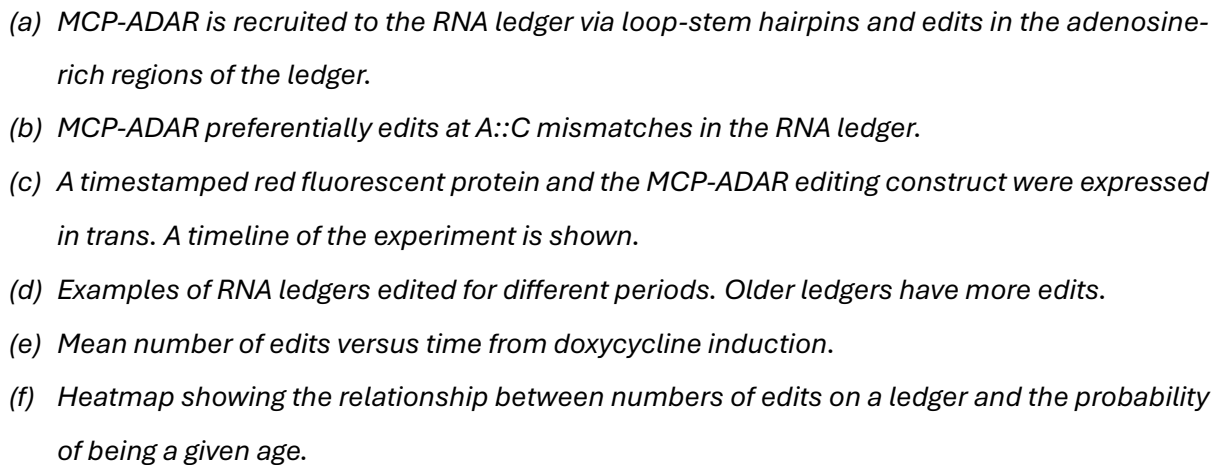 (a) MCP-ADAR is recruited to the RNA ledger via loop-stem hairpins and edits in the adenosine-
rich regions of the ledger.
(b) MCP-ADAR preferentially edits at A::C mismatches in the RNA ledger.
(c) A timestamped red fluorescent protein and the MCP-ADAR editing construct were expressed
in trans. A timeline of the experiment is shown.
(d) Examples of RNA ledgers edited for different periods. Older ledgers have more edits.
(e) Mean number of edits versus time from doxycycline induction.
(f) Heatmap showing the relationship between numbers of edits on a ledger and the probability
of being a given age.